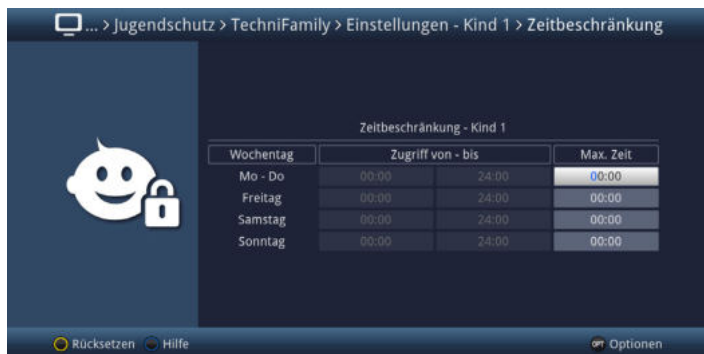 ... > Jugendschutz > TechniFamily > Einstellungen - Kind 1 > Zeitbeschränkung
Zeitbeschränkung - Kind 1
Wochentag Zugriff von - bis Max. Zeit
Mo - Do 00:00 24:00 00:00
Freitag 00:00 24:00 00:00
Samstag 00:00 24:00 00:00
Sonntag 00:00 24:00 00:00
Rücksetzen Hilfe OPT Optionen